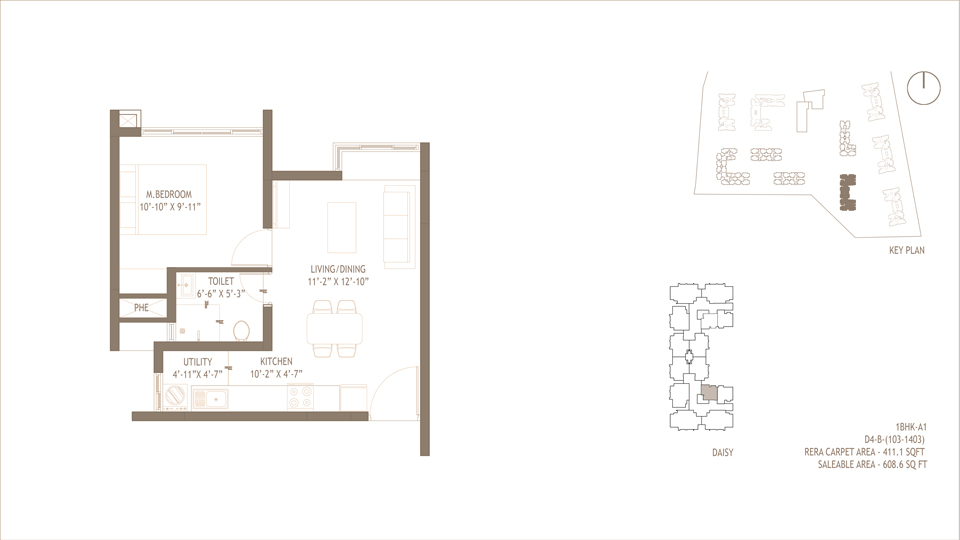 M.BEDROOM
10'-10" X 9'-11"
TOILET
6'-6" X 5'-3"
LIVING/DINING
11'-2" X 12'-10"
PHE
UTILITY
4'-11"X 4'-7"
KITCHEN
10'-2" X 4'-7"
KEY PLAN
DAISY
1BHK-A1
D4-B-(103-1403)
RERA CARPET AREA - 411.1 SQFT
SALEABLE AREA - 608.6 SQ FT